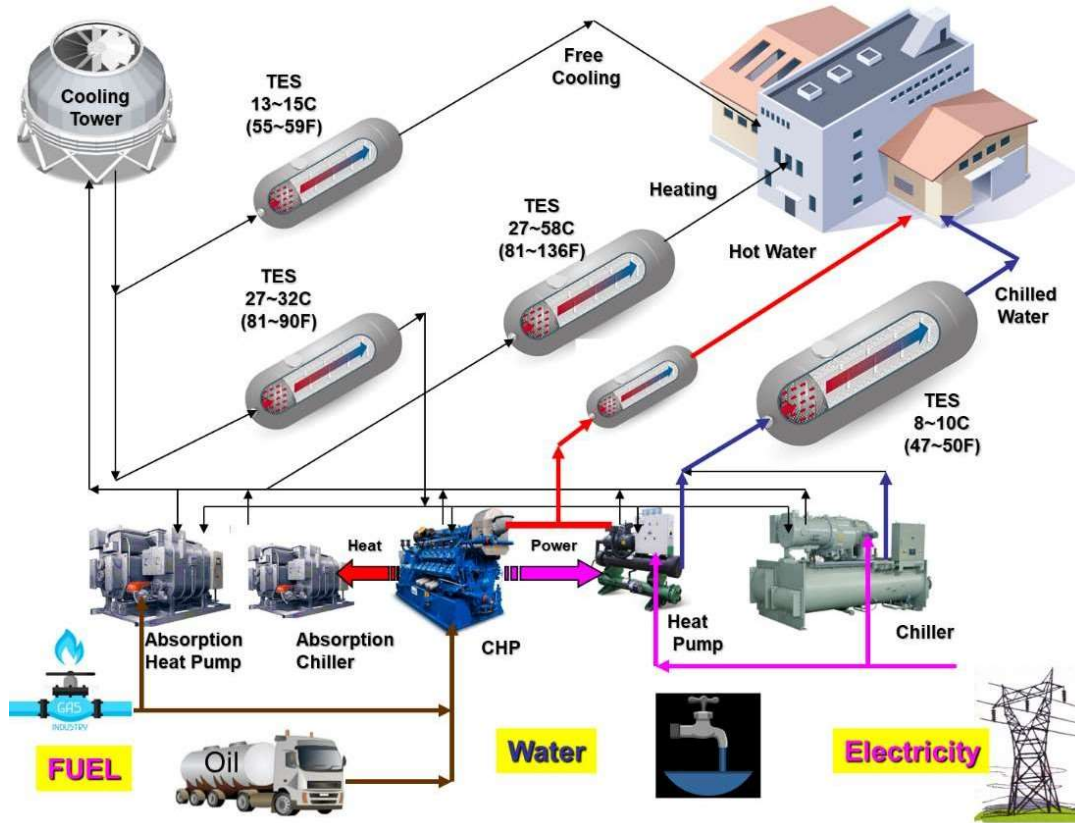 Cooling
Tower
TES
13~15C
(55~59F)
Free
Cooling
TES
27~32C
(81~90F)
TES
27~58C
(81~136F)
Heating
Hot Water
Chilled
Water
TES
8~10C
(47~50F)
Heat
Power
Absorption
Heat Pump
Absorption
Chiller
CHP
Heat
Pump
Chiller
GAS
INDUSTRY
FUEL
Oil
Water
Electricity